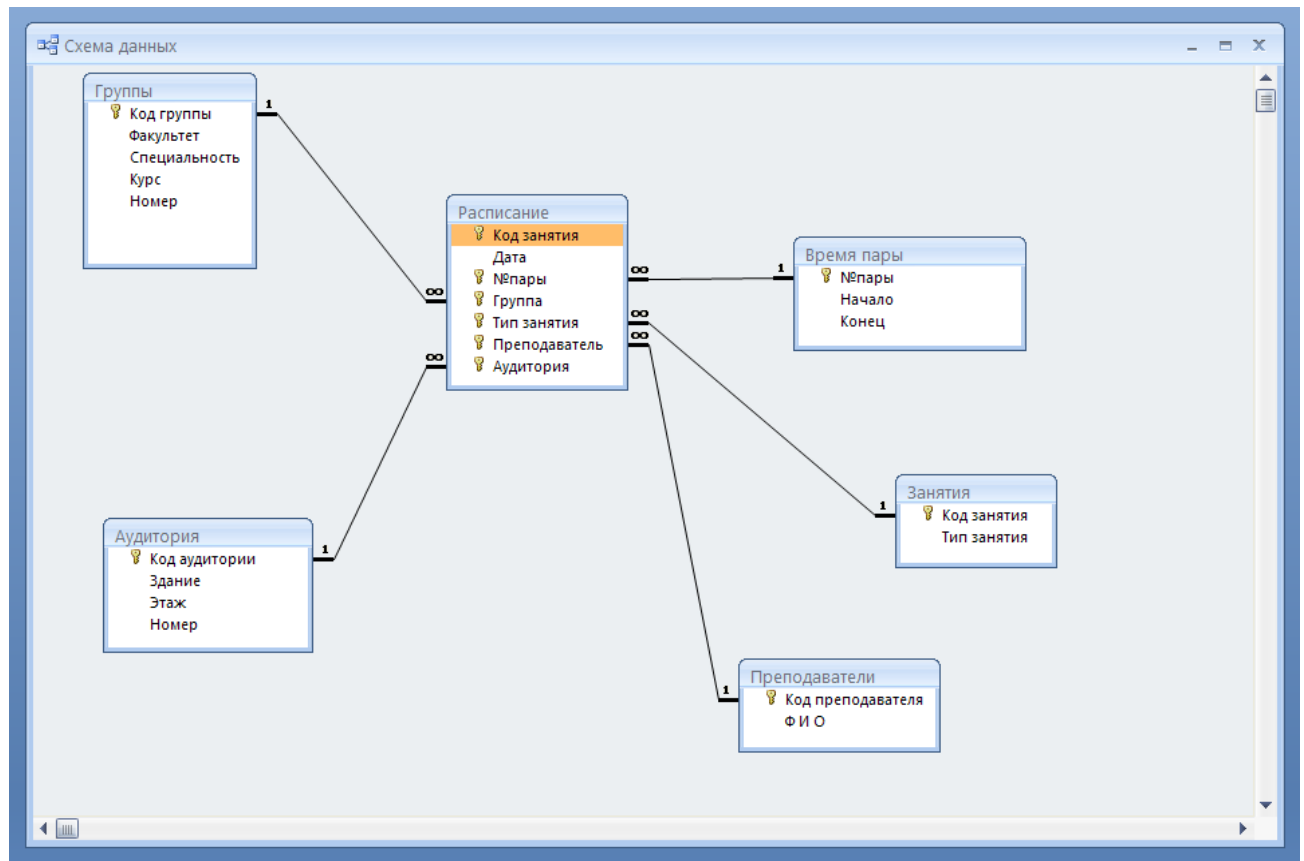 Схема данных
Группы
Код группы
Факультет
Специальность
Курс
Номер
1
∞
Расписание
Код занятия
Дата
№пары
Группа
Тип занятия
Преподаватель
Аудитория
∞
∞
∞
∞
1
Время пары
№пары
Начало
Конец
Аудитория
Код аудитории
Здание
Этаж
Номер
1
1
Занятия
Код занятия
Тип занятия
1
Преподаватели
Код преподавателя
Ф И О